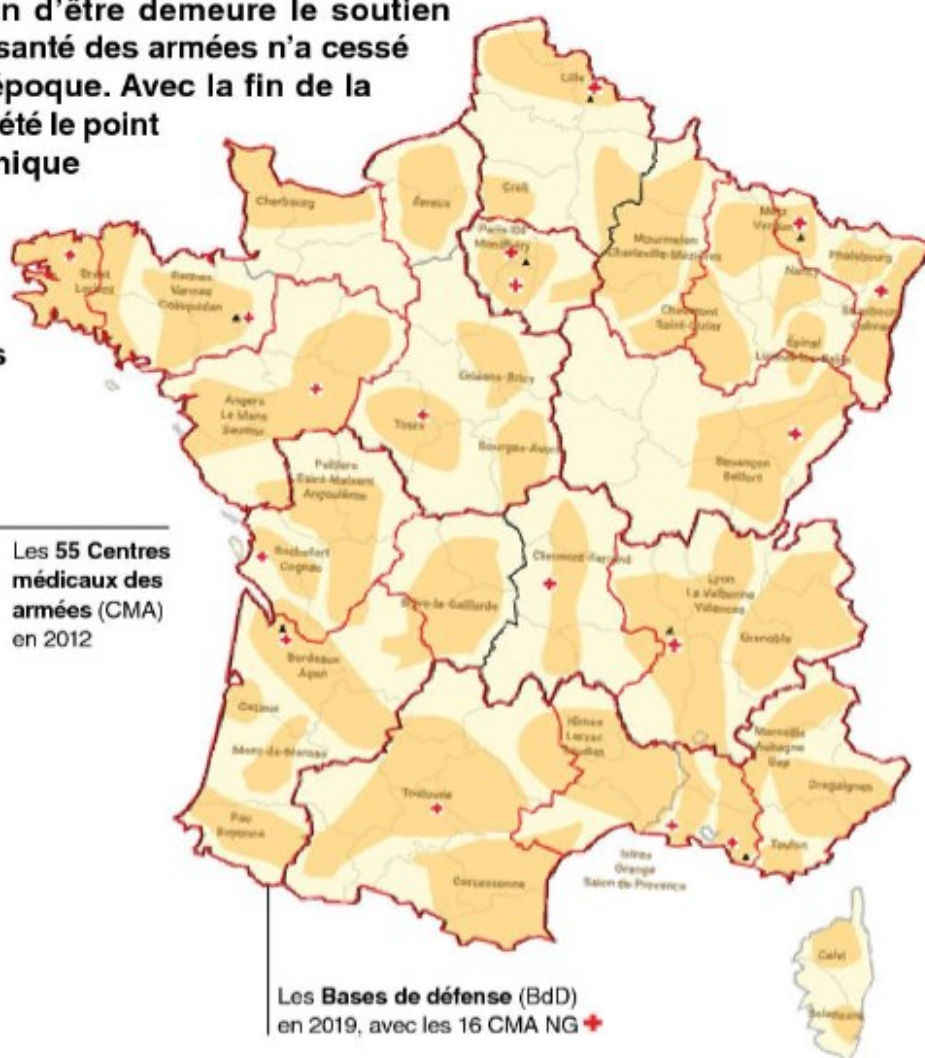 n d'être demeure le soutien
santé des armées n'a cessé
époque. Avec la fin de la
été le point
nique
s
Lille
Creil
Cherbourg
Évreux
Paris-IDF
Montlhéry
Metz
Verdun
Mourmelon
Charleville-Mézières
Phalsbourg
Nancy
Brest
Lorient
Rennes
Vannes
Coëtquidan
Strasbourg
Colmar
Chaumont
Saint-Dizier
Épinal
Luxeuil-les-Bains
Orléans-Bricy
Angers
Le Mans
Saumur
Tours
Bourges-Avord
Besançon
Belfort
Poitiers
Saint-Maixent
Angoulême
Les 55 Centres
médicaux des
armées (CMA)
en 2012
Rochefort
Cognac
Clermont-Ferrand
Brive-la-Gaillarde
Lyon
La Valbonne
Valence
Grenoble
Bordeaux
Agen
Cazaux
Mont-de-Marsan
Nîmes
Larzac
Marseille
Aubagne
Gap
Draguignan
Toulouse
Pau
Bayonne
Toulon
Istres
Orange
Salon de Provence
Carcassonne
Calvi
Solenzara
Les Bases de défense (BdD)
en 2019, avec les 16 CMA NG